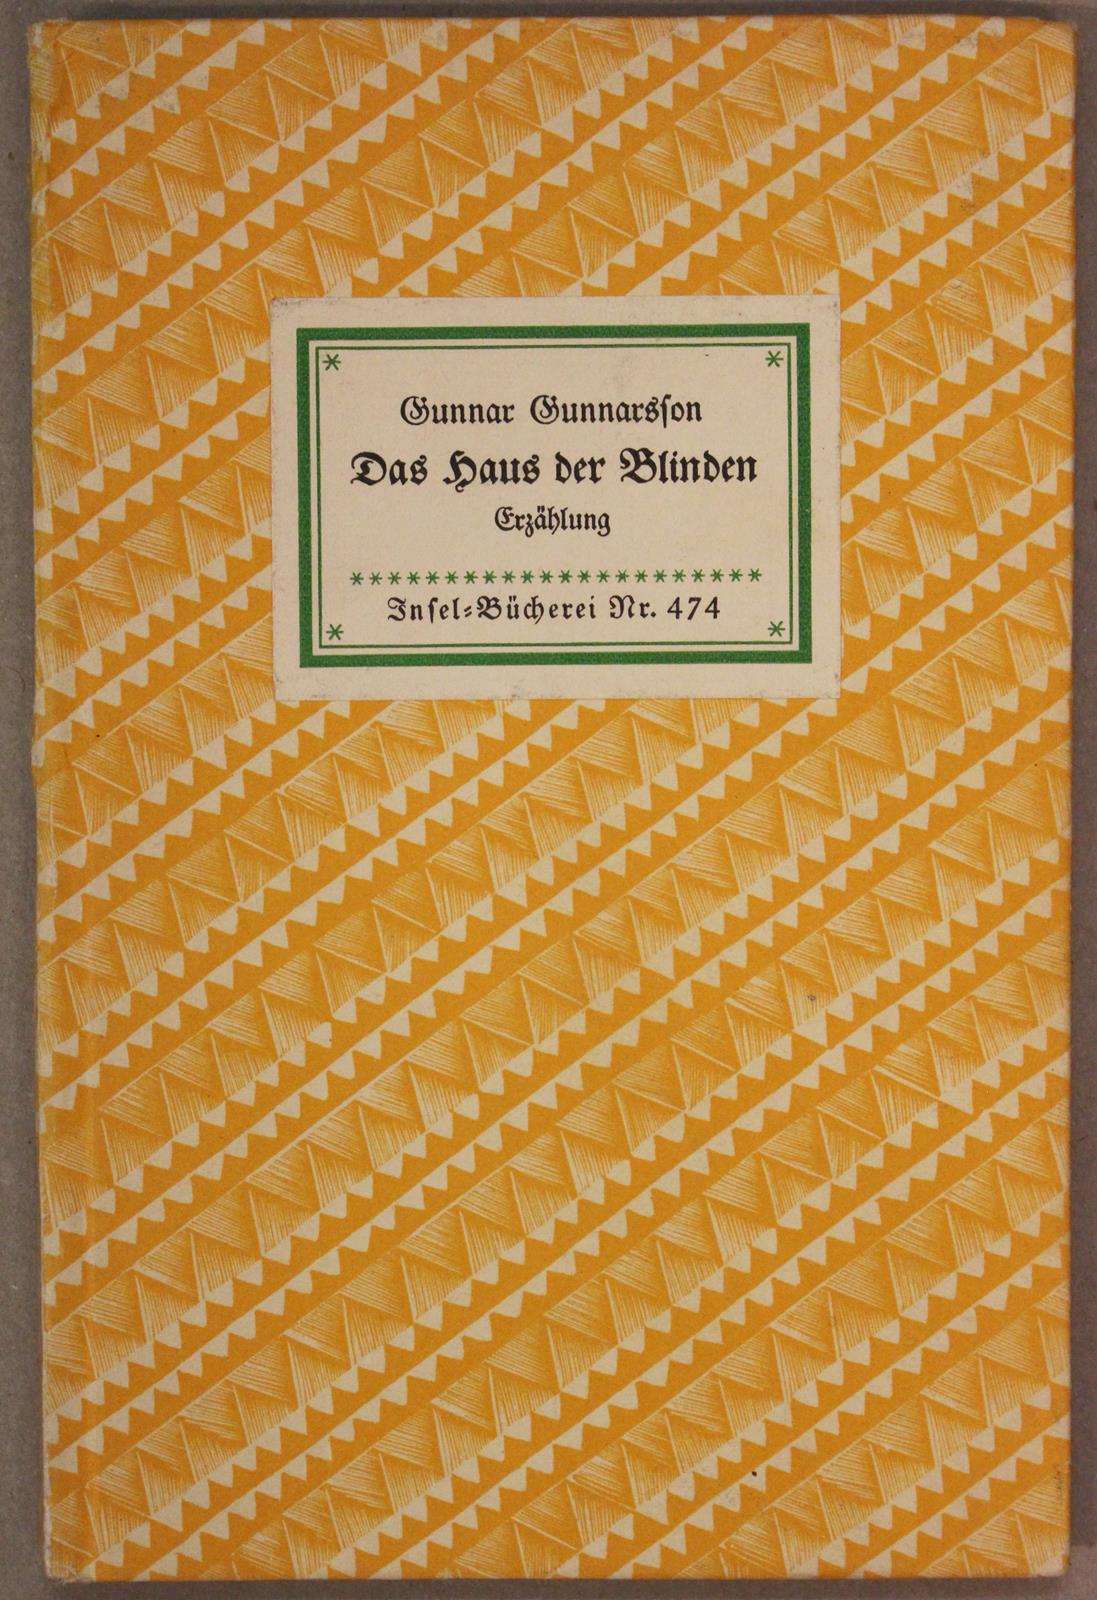 Gunnar Gunnarsſon
Das Haus der Blinden
Erzählung
*
*
**********************
Inſel-Bücherei Nr. 474
*
*